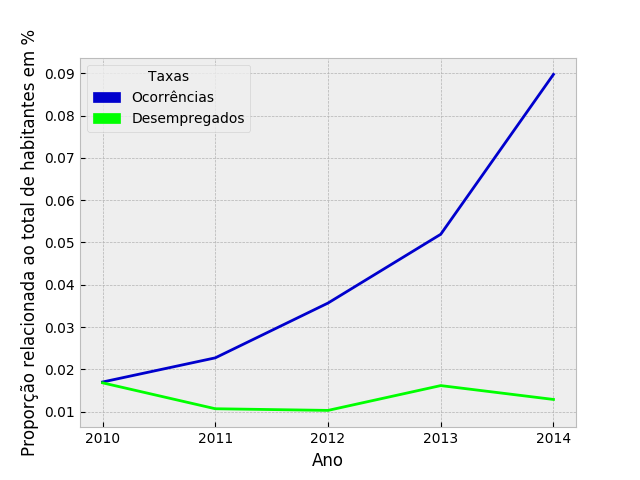 Proporção relacionada ao total de habitantes em %
Taxas
Ocorrências
Desempregados
0.09
0.08
0.07
0.06
0.05
0.04
0.03
0.02
0.01
2010 2011 2012 2013 2014
Ano